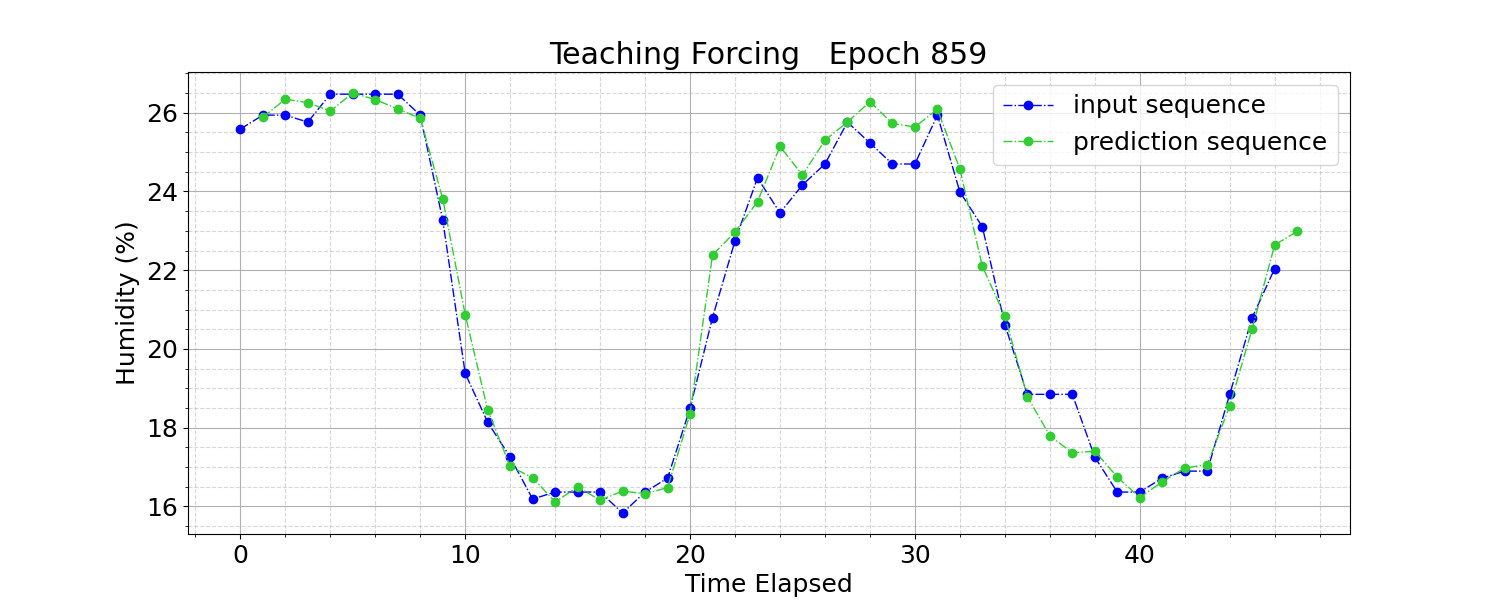 Teaching Forcing   Epoch 859
input sequence
prediction sequence
Humidity (%)
26
24
22
20
18
16
0 10 20 30 40
Time Elapsed